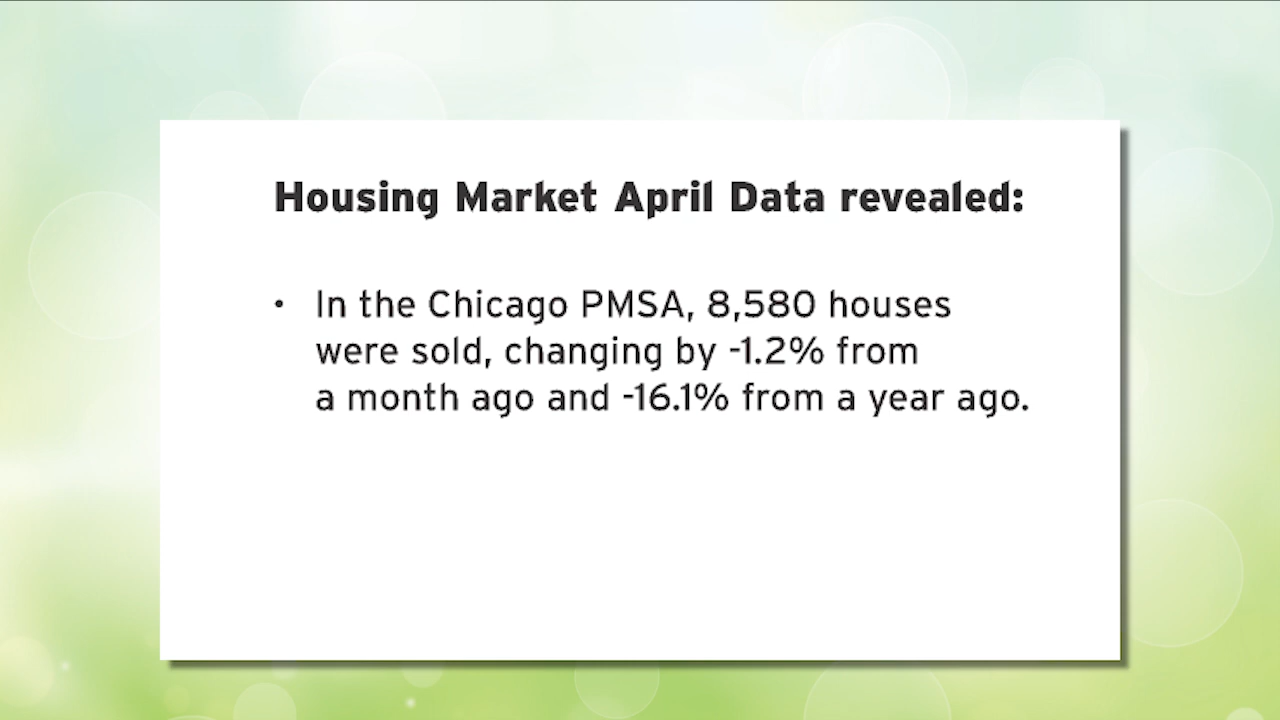 Housing Market April Data revealed:
• In the Chicago PMSA, 8,580 houses
were sold, changing by -1.2% from
a month ago and -16.1% from a year ago.